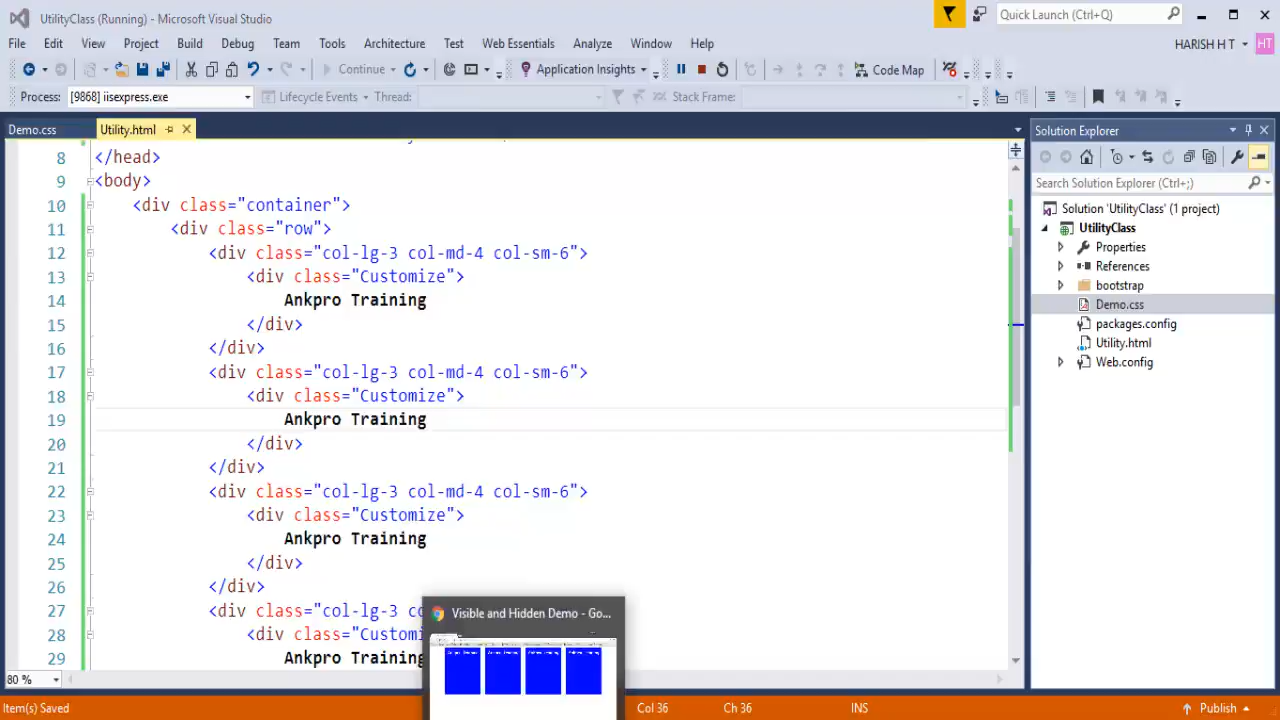 UtilityClass (Running) - Microsoft Visual Studio
Quick Launch (Ctrl+Q)
File Edit View Project Build Debug Team Tools Architecture Test Web Essentials Analyze Window Help
HARISH H T HT
Continue Application Insights Code Map
Process: [9868] iisexpress.exe Lifecycle Events Thread: Stack Frame:
Demo.css Utility.html
8 </head>
9 <body>
10 <div class="container">
11 <div class="row">
12 <div class="col-lg-3 col-md-4 col-sm-6">
13 <div class="Customize">
14 Ankpro Training
15 </div>
16 </div>
17 <div class="col-lg-3 col-md-4 col-sm-6">
18 <div class="Customize">
19 Ankpro Training
20 </div>
21 </div>
22 <div class="col-lg-3 col-md-4 col-sm-6">
23 <div class="Customize">
24 Ankpro Training
25 </div>
26 </div>
27 <div class="col-lg-3 co
28 <div class="Customi
29 Ankpro Training
Visible and Hidden Demo - Go...
80 %
Solution Explorer
Search Solution Explorer (Ctrl+;)
Solution 'UtilityClass' (1 project)
UtilityClass
Properties
References
bootstrap
Demo.css
packages.config
Utility.html
Web.config
Item(s) Saved Col 36 Ch 36 INS Publish